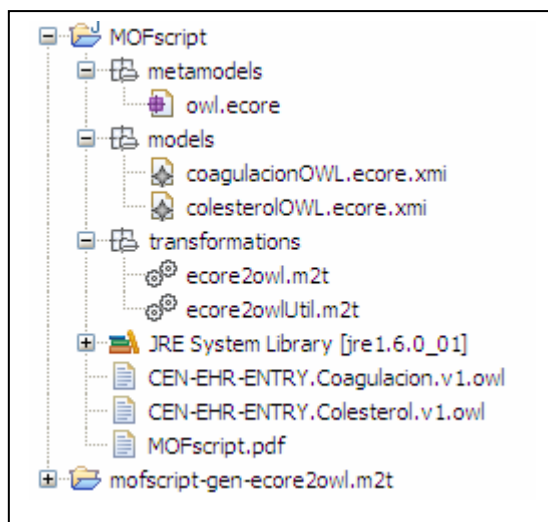 MOFscript
metamodels
owl.ecore
models
coagulacionOWL.ecore.xmi
colesterolOWL.ecore.xmi
transformations
ecore2owl.m2t
ecore2owlUtil.m2t
JRE System Library [jre1.6.0_01]
CEN-EHR-ENTRY.Coagulacion.v1.owl
CEN-EHR-ENTRY.Colesterol.v1.owl
MOFscript.pdf
mofscript-gen-ecore2owl.m2t